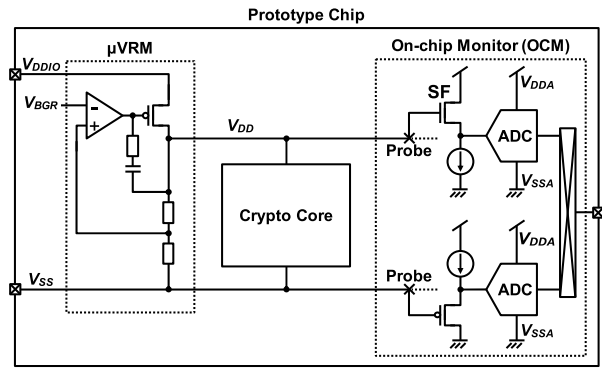 Prototype Chip
μVRM
On-chip Monitor (OCM)
VDDIO
VBGR
-
+
VDD
SF
VDDA
ADC
Probe
VSSA
Crypto Core
VSS
Probe
VDDA
ADC
VSSA